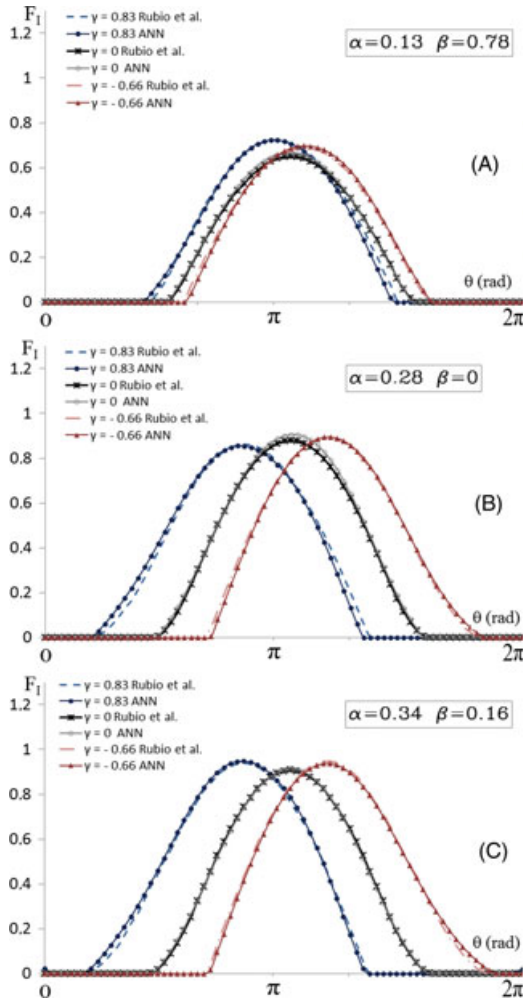 F_I
γ = 0.83 Rubio et al.
γ = 0.83 ANN
γ = 0 Rubio et al.
γ = 0 ANN
γ = - 0.66 Rubio et al.
γ = - 0.66 ANN
α=0.13 β=0.78
1.2
1
0.8
0.6
0.4
0.2
0
(A)
θ (rad)
0
π
2π
F_I
γ = 0.83 Rubio et al.
γ = 0.83 ANN
γ = 0 Rubio et al.
γ = 0 ANN
γ = - 0.66 Rubio et al.
γ = - 0.66 ANN
α=0.28 β=0
1.2
1
0.8
0.6
0.4
0.2
0
(B)
θ (rad)
0
π
2π
F_I
γ = 0.83 Rubio et al.
γ = 0.83 ANN
γ = 0 Rubio et al.
γ = 0 ANN
γ = - 0.66 Rubio et al.
γ = - 0.66 ANN
α=0.34 β=0.16
1.2
1
0.8
0.6
0.4
0.2
0
(C)
θ (rad)
0
π
2π